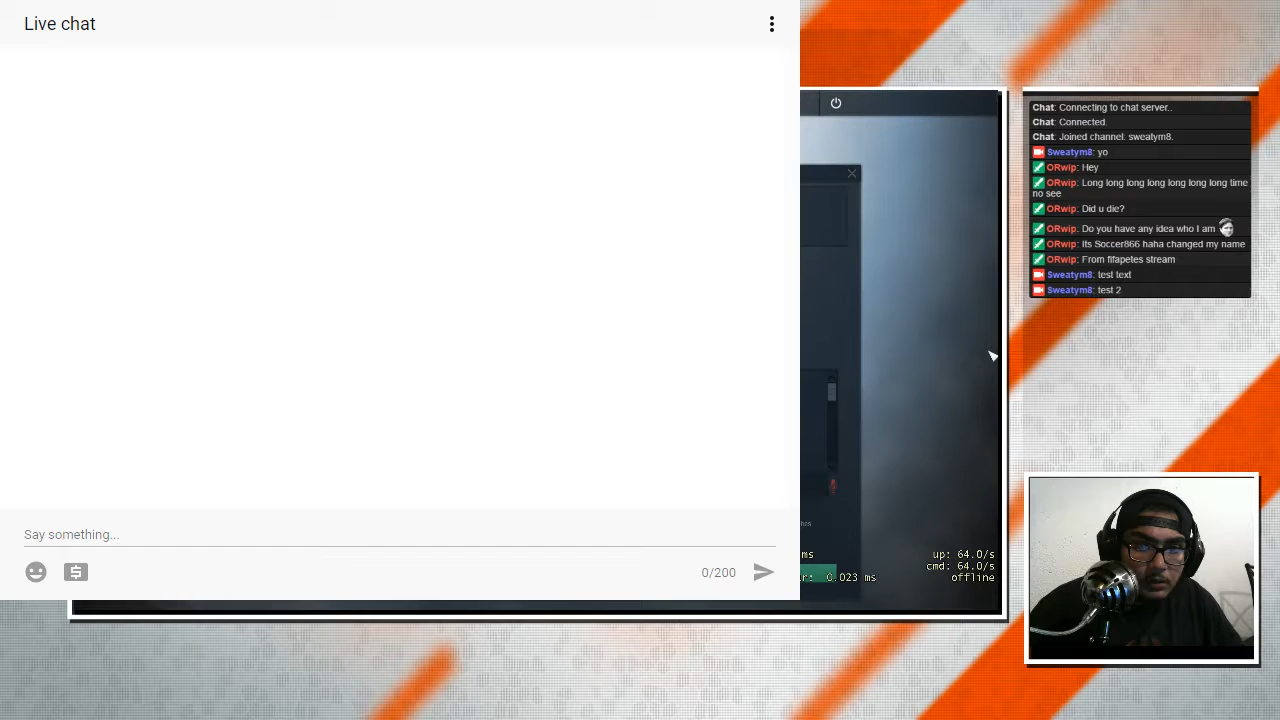 Live chat
Say something...
0/200
Chat: Connecting to chat server..
Chat: Connected.
Chat: Joined channel: sweatym8.
Sweatym8: yo
ORwip: Hey
ORwip: Long long long long long long long time
no see
ORwip: Did u die?
ORwip: Do you have any idea who I am
ORwip: Its Soccer866 haha changed my name
ORwip: From fifapetes stream
Sweatym8: test text
Sweatym8: test 2
ms
up: 64.0/s
cmd: 64.0/s
r: 0.023 ms
offline